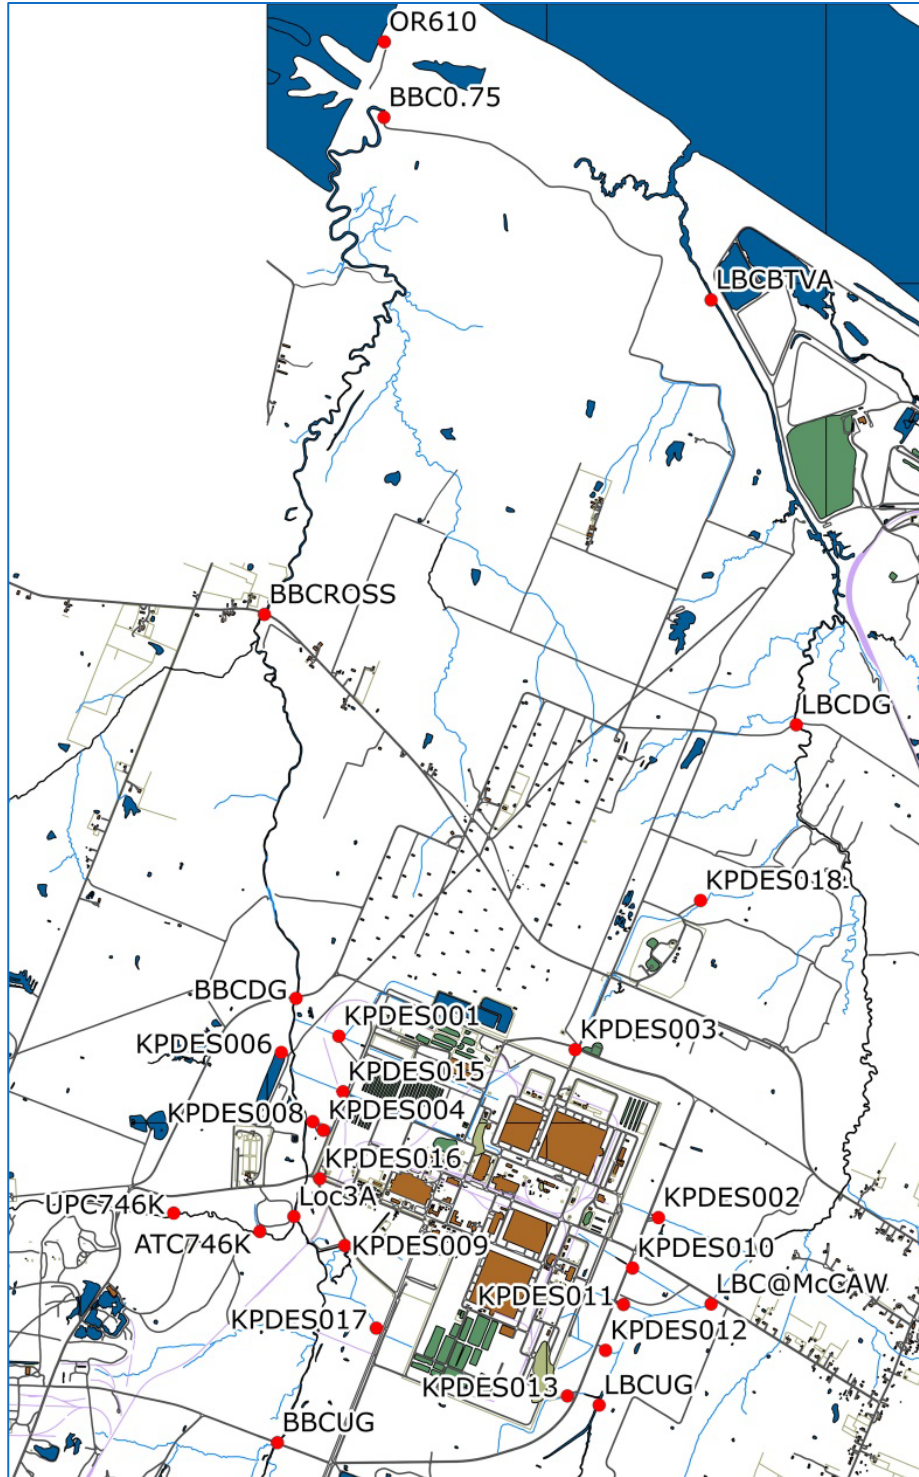 OR610
BBC0.75
LBCBTVA
BBCROSS
LBCDG
KPDES018
BBCDG
KPDES001
KPDES003
KPDES006
KPDES015
KPDES008
KPDES004
KPDES016
UPC746K
Loc3A
KPDES002
ATC746K
KPDES009
KPDES010
LBC@McCAW
KPDES011
KPDES017
KPDES012
KPDES013
LBCUG
BBCUG